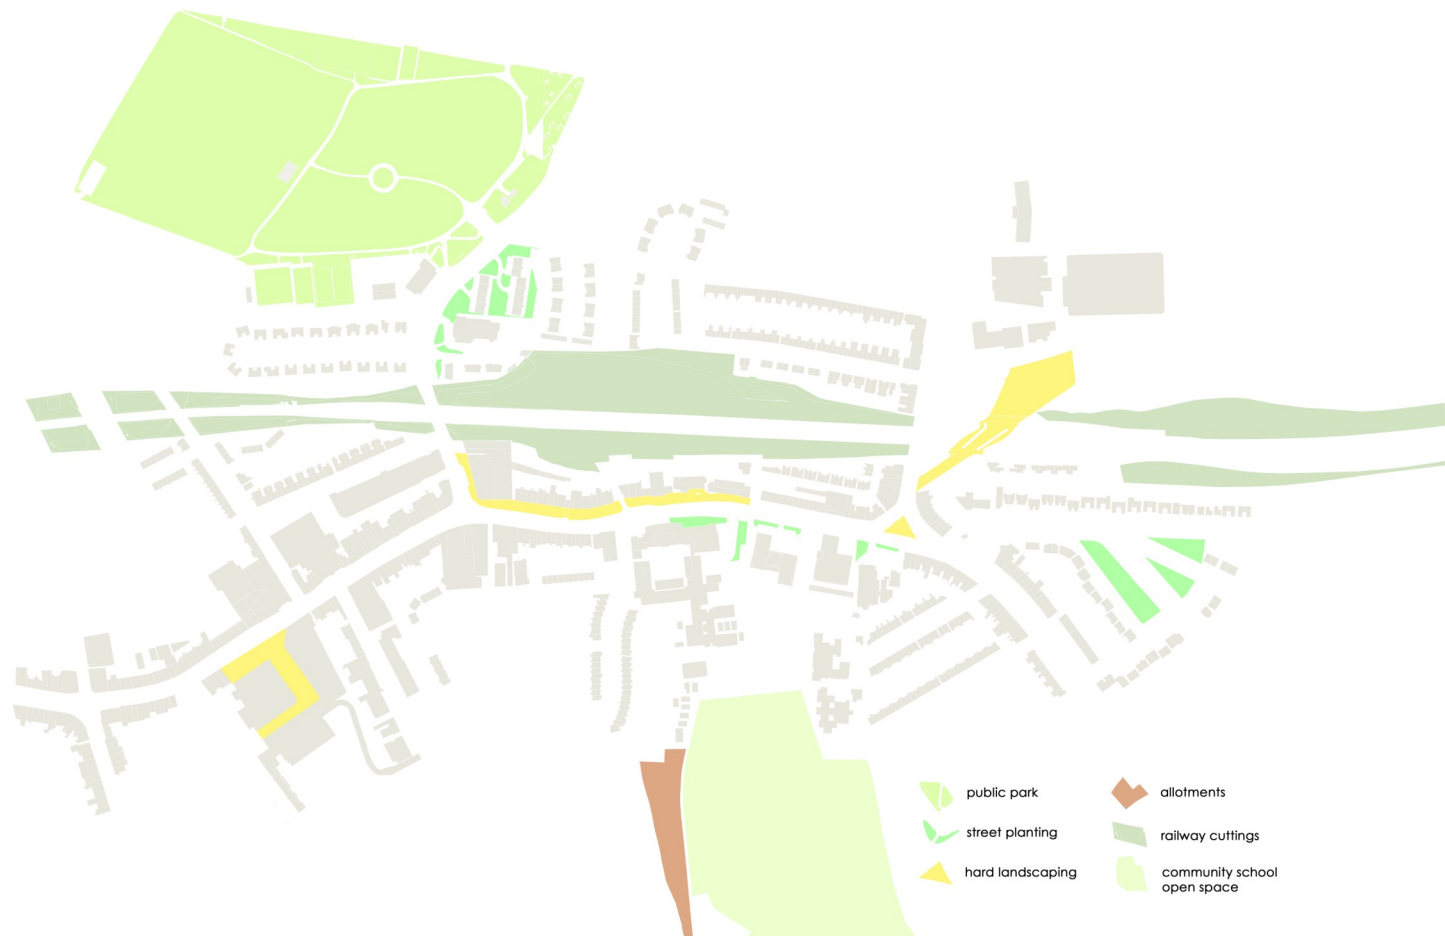 public park
allotments
street planting
railway cuttings
hard landscaping
community school
open space